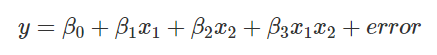 y = β₀ + β₁x₁ + β₂x₂ + β₃x₁x₂ + error